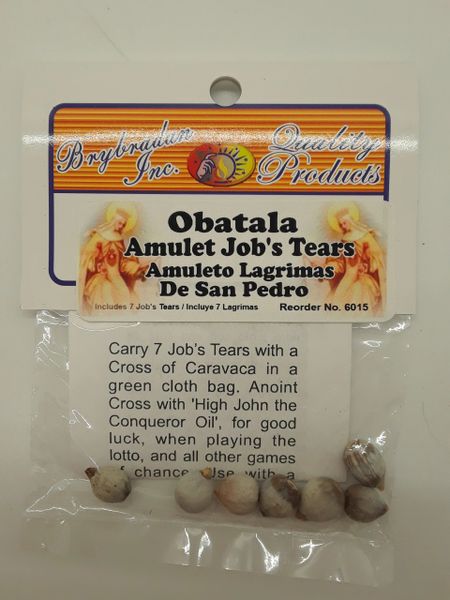 Brybradan Quality
Inc. Products
Obatala
Amulet Job's Tears
Amuleto Lagrimas
De San Pedro
Includes 7 Job's Tears / Incluye 7 Lagrimas Reorder No. 6015
Carry 7 Job's Tears with a
Cross of Caravaca in a
green cloth bag. Anoint
Cross with 'High John the
Conqueror Oil', for good
luck, when playing the
lotto, and all other games
of chance. Use with a